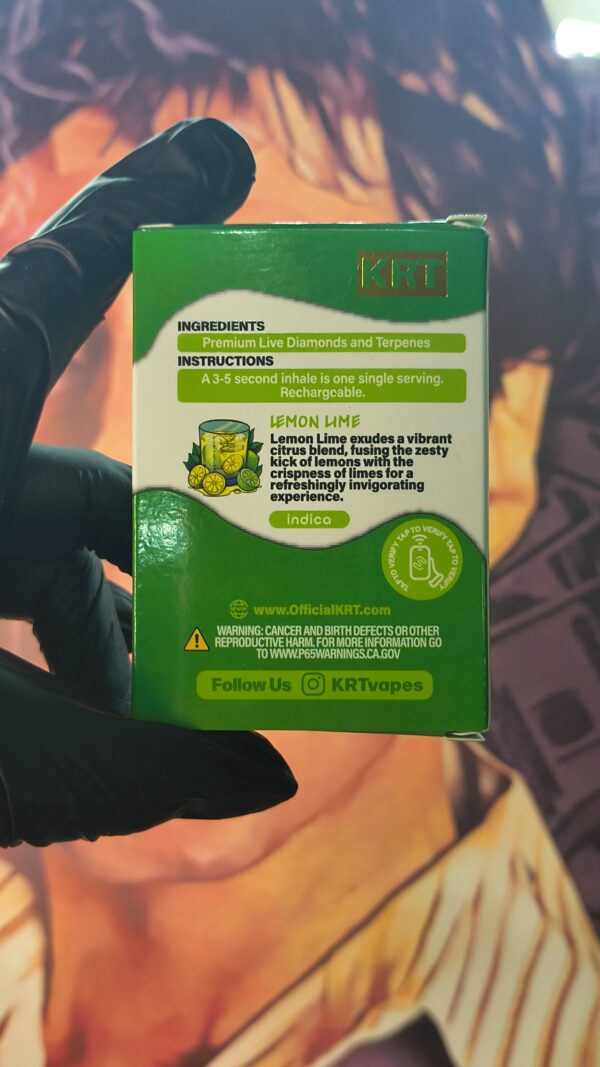 KRT
INGREDIENTS
Premium Live Diamonds and Terpenes
INSTRUCTIONS
A 3-5 second inhale is one single serving.
Rechargcable.
LEMON LIME
Lemon Lime exudes a vibrant
citrus blend, fusing the zesty
kick of lemons with the
crispness of limes for a
refreshingly invigorating
experience.
indica
TAP TO VERIFY TAP TO VERIFY TAP TO VERIFY
www.OfficialKRT.com
WARNING: CANCER AND BIRTH DEFECTS OR OTHER
REPRODUCTIVE HARM. FOR MORE INFORMATION GO
TO WWW.P65WARNINGS.CA.GOV
Follow Us KRTvapes